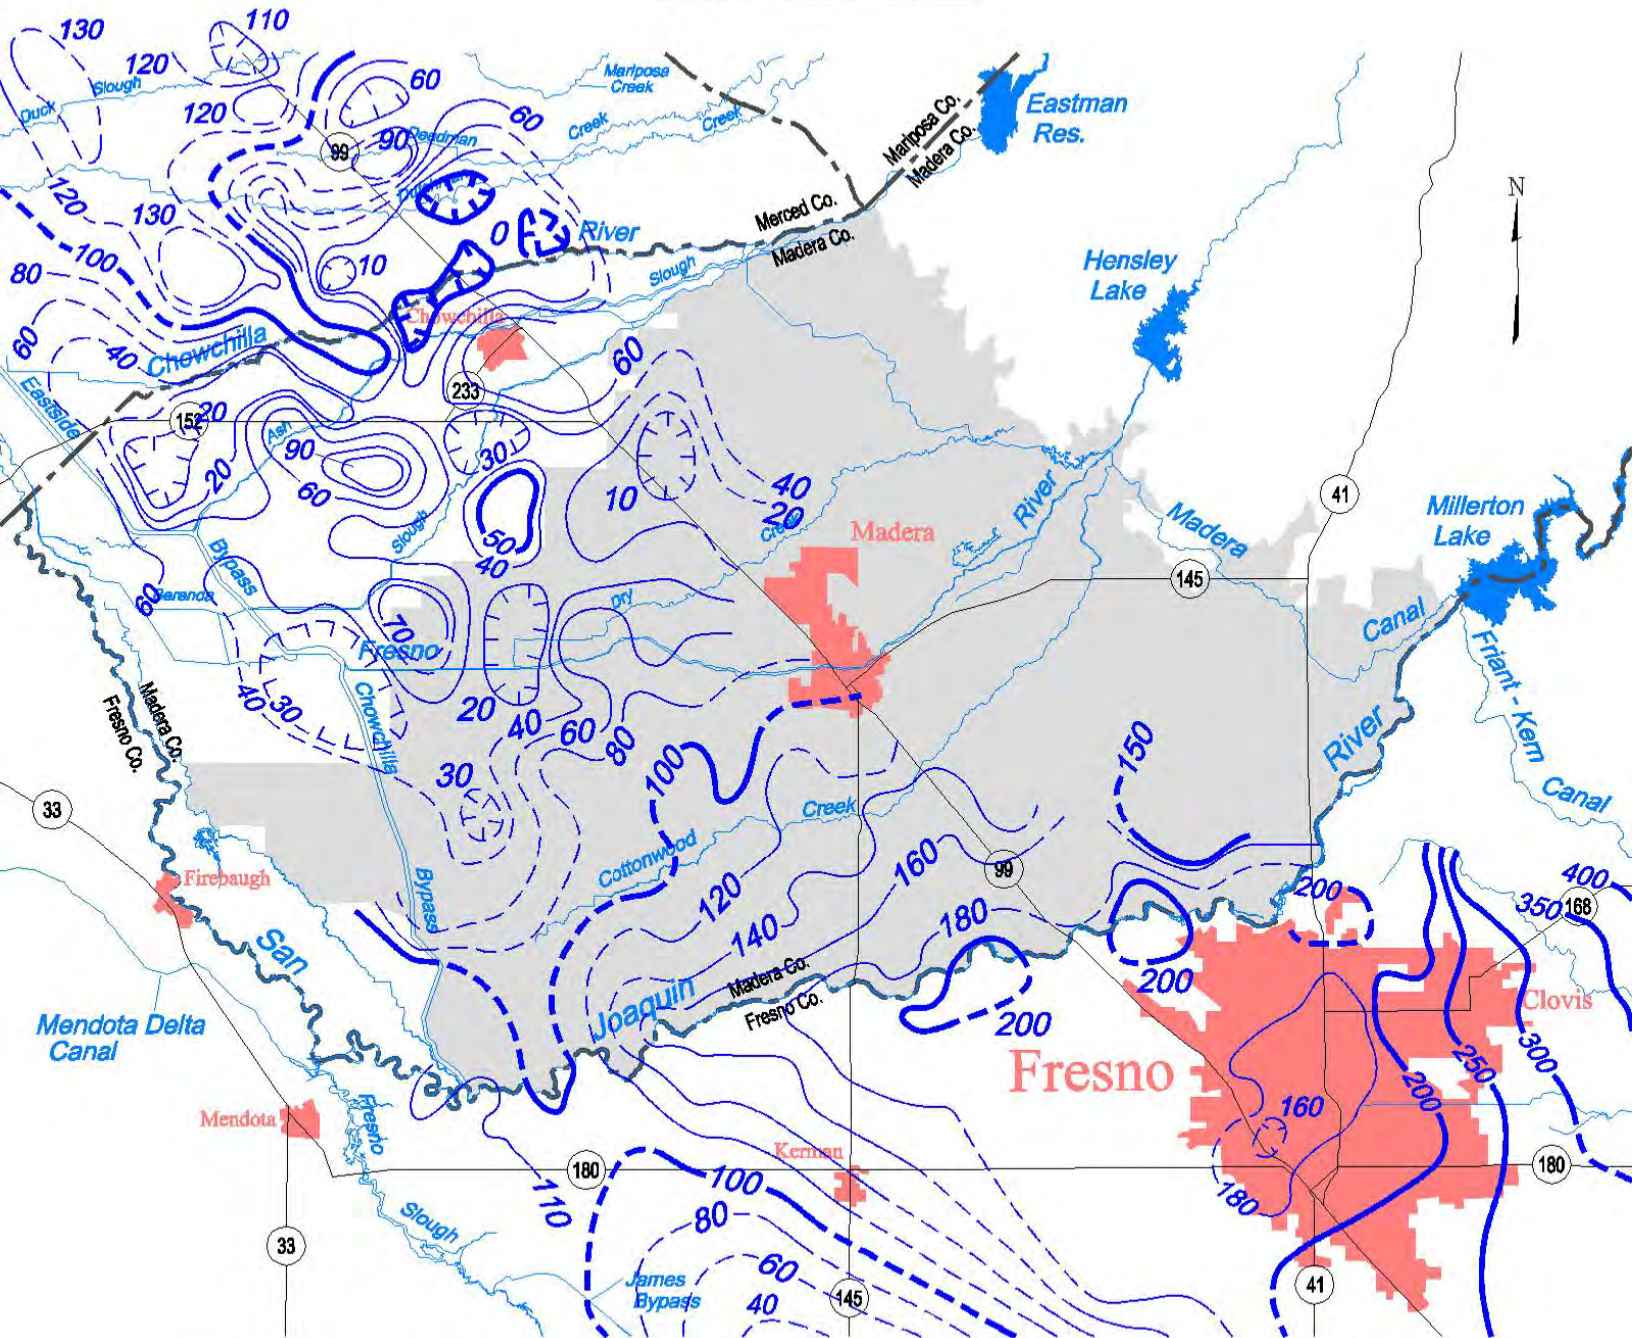 110
130
120
Slough
Duck
120
60
60
99
90
Deadman
Mariposa
Creek
Creek
Creek
Mariposa Co.
Madera Co.
Eastman
Res.
N
120
130
100
80
0
10
River
Merced Co.
Madera Co.
Slough
Hensley
Lake
60
40
Chowchilla
Chowchilla
60
233
152
20
Eastside
Ash
90
30
20
60
10
40
20
Creek
River
Madera
41
Millerton
Lake
50
40
Slough
Bypass
Madera
145
60
Berenda
70
Fresno
Dry
Canal
Friant - Kern Canal
40
30
Chowchilla
20
40
60
80
Madera Co.
Fresno Co.
30
100
150
River
33
Creek
Cottonwood
160
99
Firebaugh
Bypass
120
140
180
200
400
350
168
San
Joaquin
Madera Co.
Fresno Co.
200
200
Clovis
Mendota Delta
Canal
Fresno
300
250
200
Mendota
Fresno
160
Kerman
180
100
180
110
180
80
Slough
33
60
James
Bypass
40
145
41